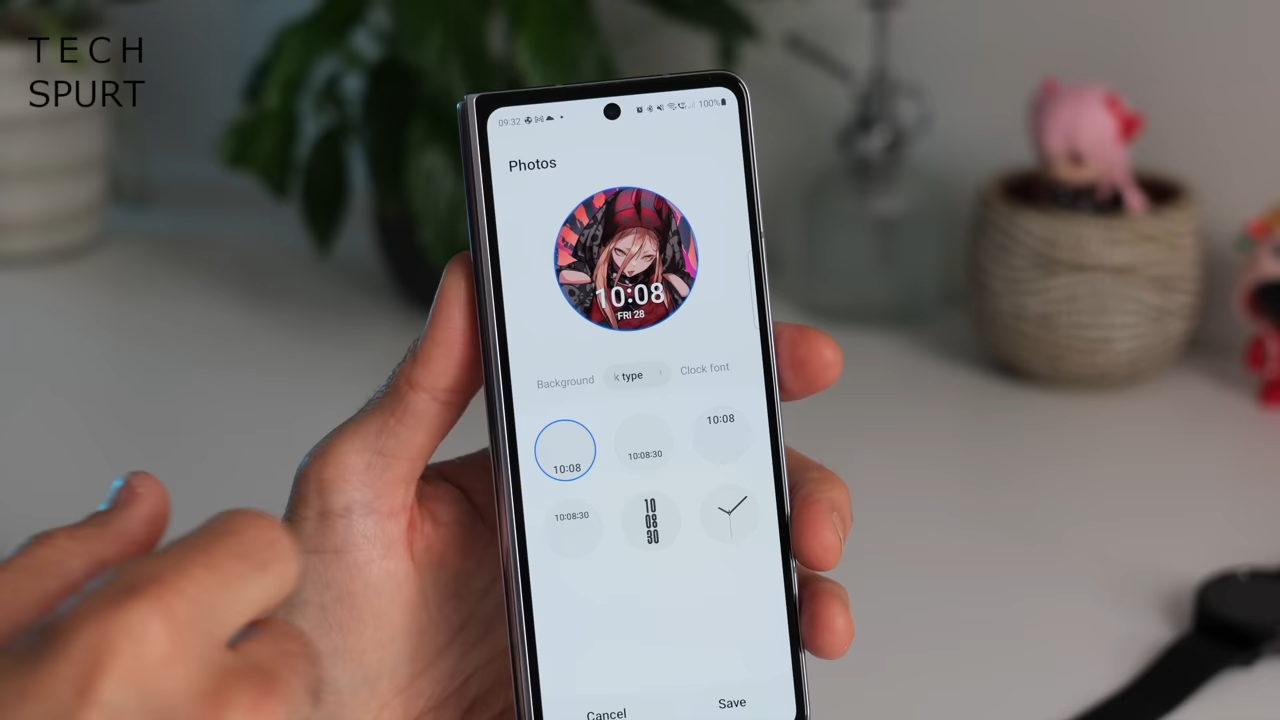 TECH
SPURT
09:32
100%
Photos
10:08
FRI 28
Background
k type
Clock font
10:08
10:08:30
10:08
10:08:30
10
08
30
Cancel
Save